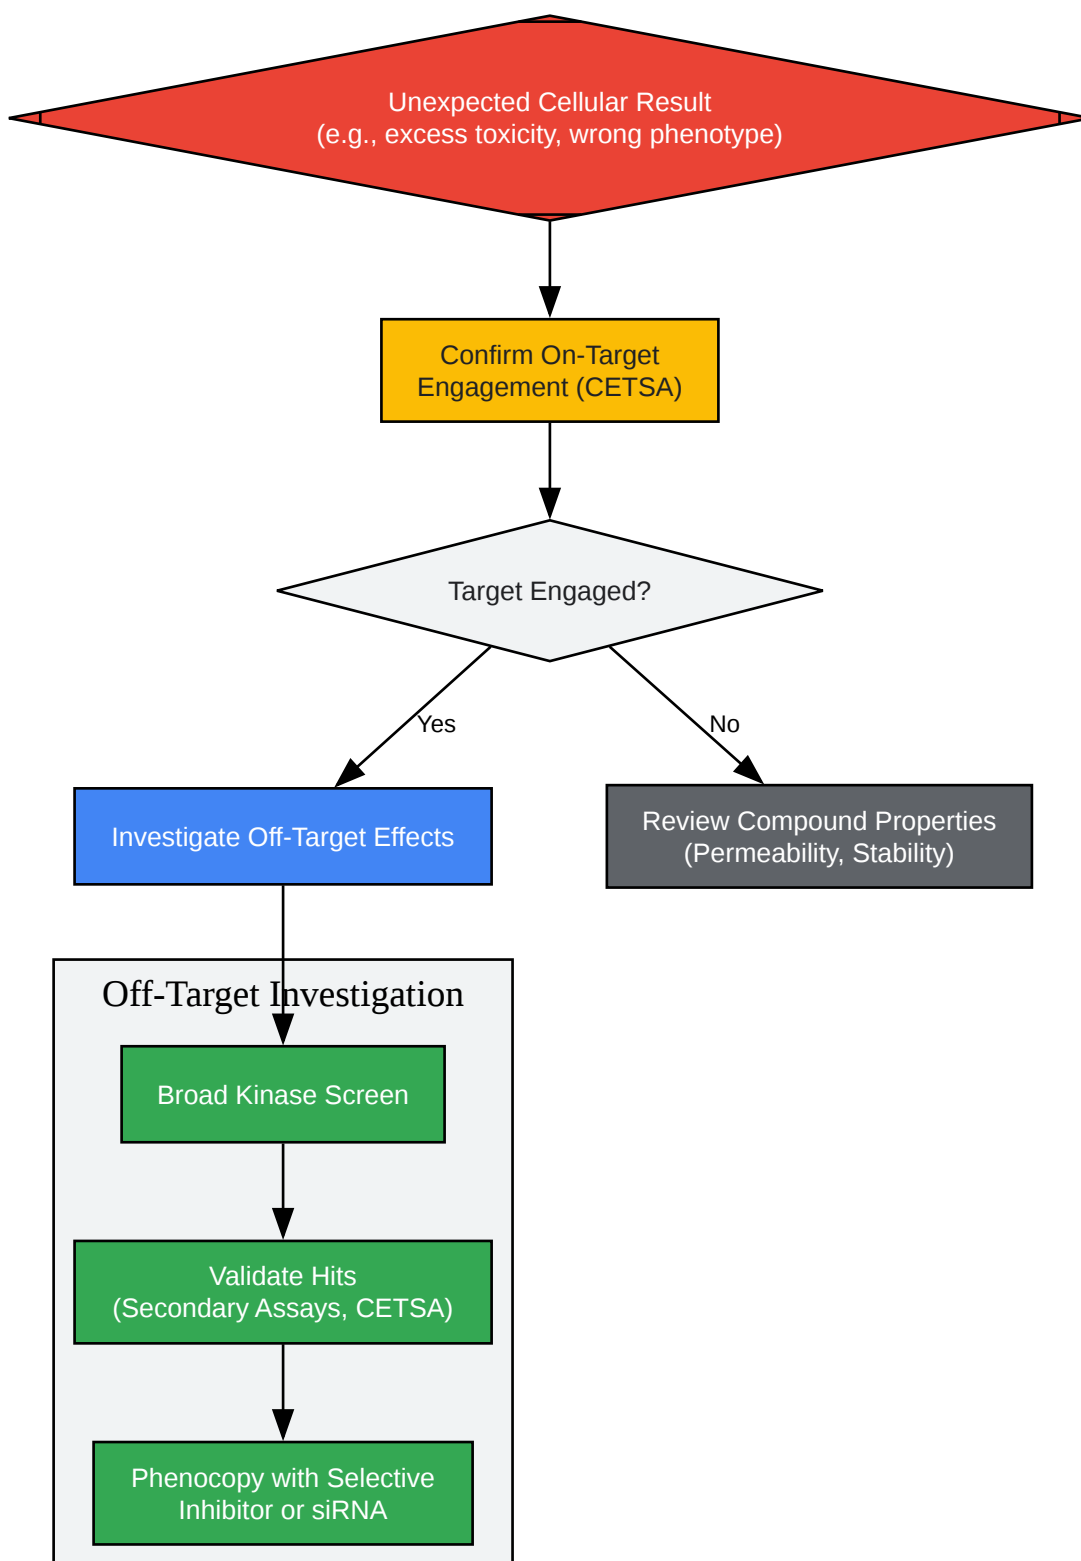 Unexpected Cellular Result
(e.g., excess toxicity, wrong phenotype)
Confirm On-Target
Engagement (CETSA)
Target Engaged?
Yes
No
Investigate Off-Target Effects
Review Compound Properties
(Permeability, Stability)
Off-Target Investigation
Broad Kinase Screen
Validate Hits
(Secondary Assays, CETSA)
Phenocopy with Selective
Inhibitor or siRNA